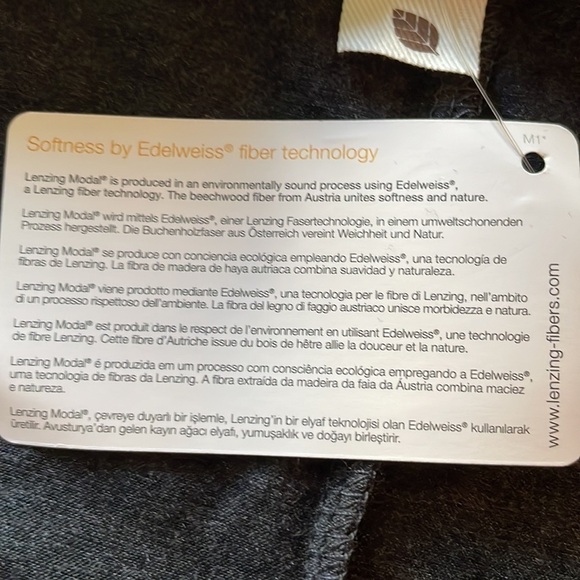 M1*
Softness by Edelweiss® fiber technology
Lenzing Modal® is produced in an environmentally sound process using Edelweiss®,
a Lenzing fiber technology. The beechwood fiber from Austria unites softness and nature.
Lenzing Modal® wird mittels Edelweiss®, einer Lenzing Fasertechnologie, in einem umweltschonenden
Prozess hergestellt. Die Buchenholzfaser aus Österreich vereint Weichheit und Natur.
Lenzing Modal® se produce con conciencia ecológica empleando Edelweiss®, una tecnología de
fibras de Lenzing. La fibra de madera de haya autriaca combina suavidad y naturaleza.
Lenzing Modal® viene prodotto mediante Edelweiss®, una tecnologia per le fibre di Lenzing, nell'ambito
di un processo rispettoso dell'ambiente. La fibra del legno di faggio austriaco unisce morbidezza e natura.
Lenzing Modal® est produit dans le respect de l'environnement en utilisant Edelweiss®, une technologie
de fibre Lenzing. Cette fibre d'Autriche issue du bois de hêtre allie la douceur et la nature.
Lenzing Modal® é produzida em um processo com consciência ecológica empregando a Edelweiss®,
uma tecnologia de fibras da Lenzing. A fibra extraída da madeira da faia da Áustria combina maciez
e natureza.
Lenzing Modal®, çevreye duyarlı bir işlemle, Lenzing'in bir elyaf teknolojisi olan Edelweiss® kullanılarak
üretilir. Avusturya'dan gelen kayın ağacı elyafı, yumuşaklık ve doğayı birleştirir.
www.lenzing-fibers.com